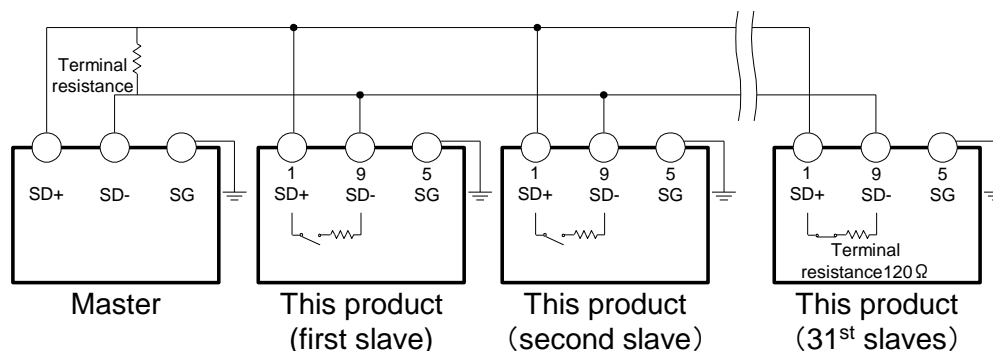 Terminal
resistance
1 9 5 1 9 5 1 9 5
SD+ SD- SG SD+ SD- SG SD+ SD- SG SD+ SD- SG
Terminal
resistance120Ω
Master
This product
(first slave)
This product
（second slave）
This product
（31st slaves）